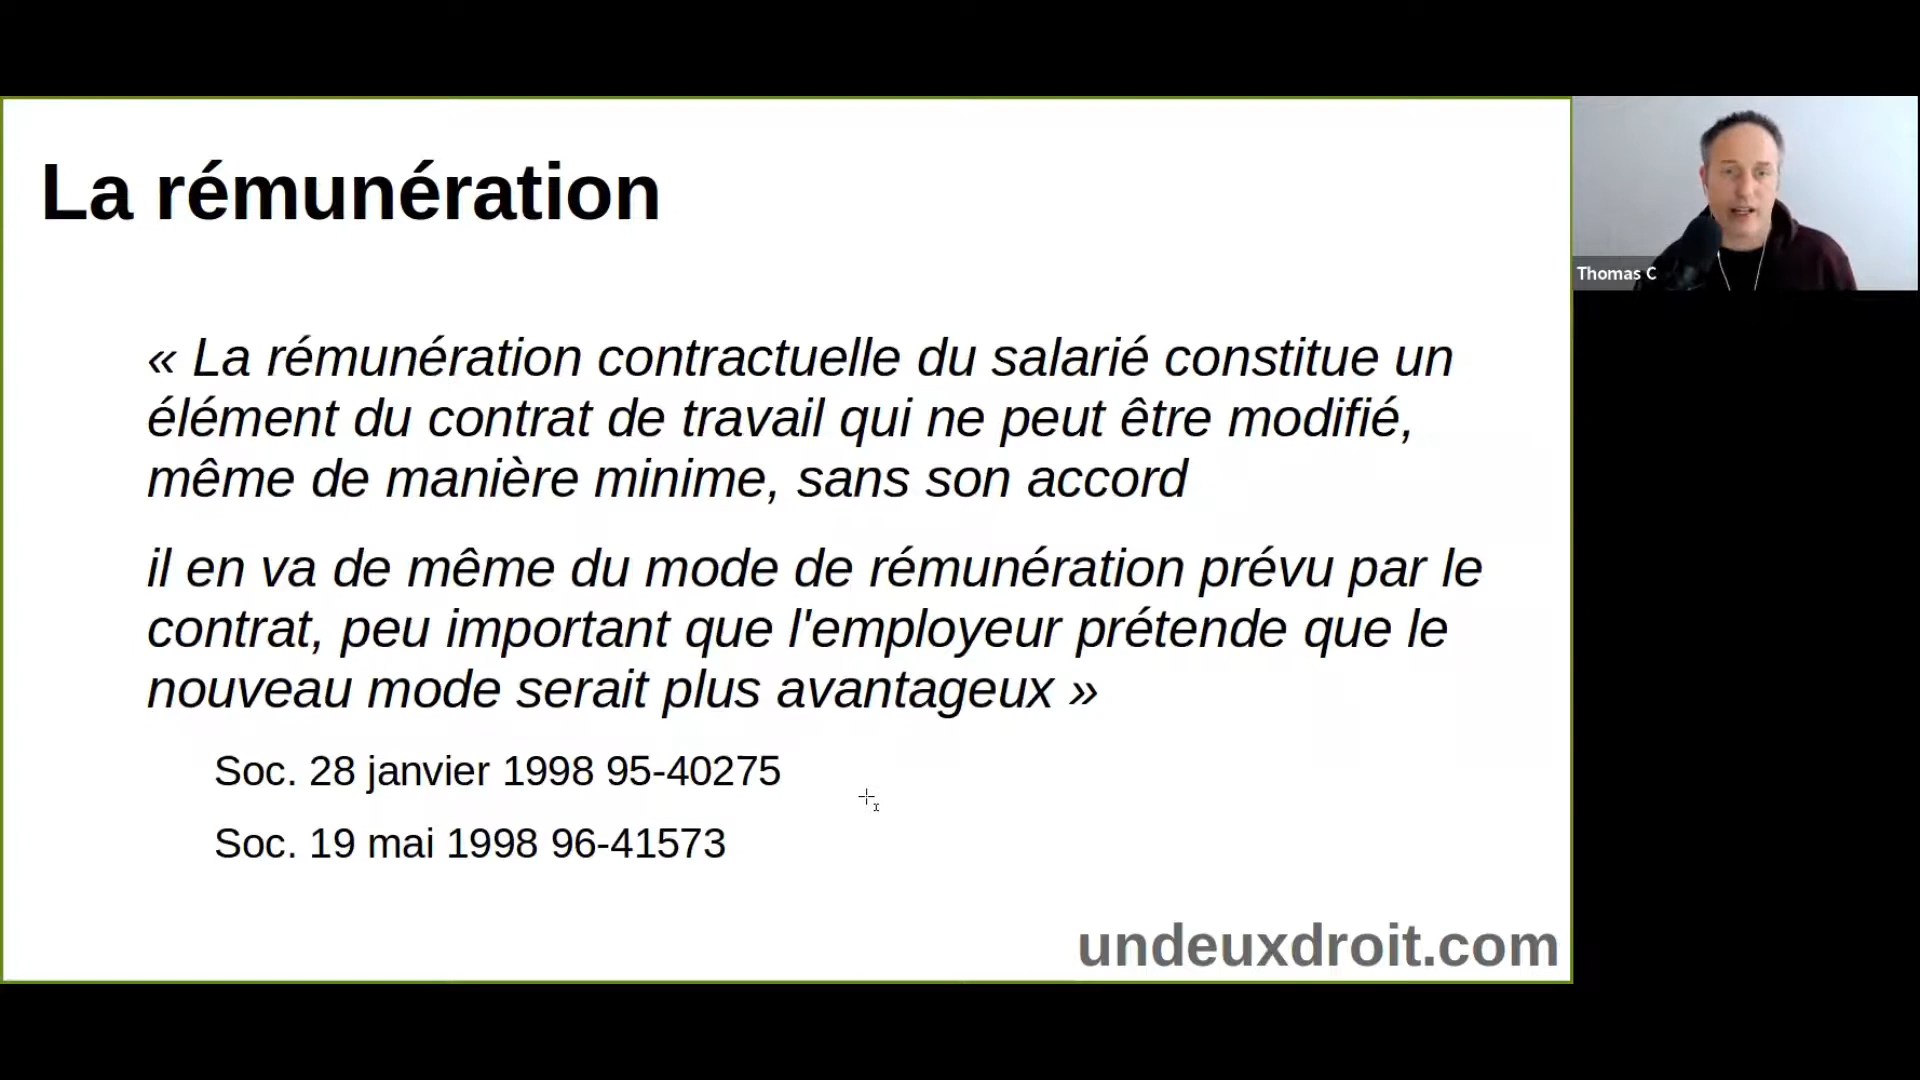 La rémunération
« La rémunération contractuelle du salarié constitue un
élément du contrat de travail qui ne peut être modifié,
même de manière minime, sans son accord
il en va de même du mode de rémunération prévu par le
contrat, peu important que l'employeur prétende que le
nouveau mode serait plus avantageux »
Soc. 28 janvier 1998 95-40275
Soc. 19 mai 1998 96-41573
undeuxdroit.com
Thomas C